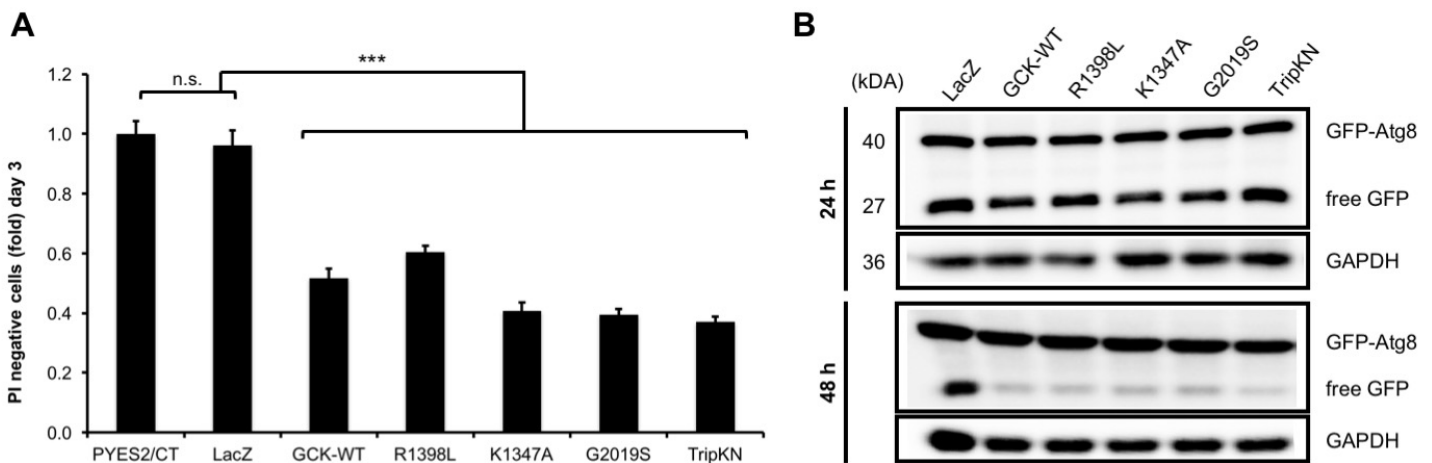 A
PI negative cells (fold) day 3
1.2
1.0
0.8
0.6
0.4
0.2
0.0
n.s.
***
PYES2/CT LacZ GCK-WT R1398L K1347A G2019S TripKN
B
(kDA) LacZ GCK-WT R1398L K1347A G2019S TripKN
24 h
40 GFP-Atg8
27 free GFP
36 GAPDH
48 h
GFP-Atg8
free GFP
GAPDH